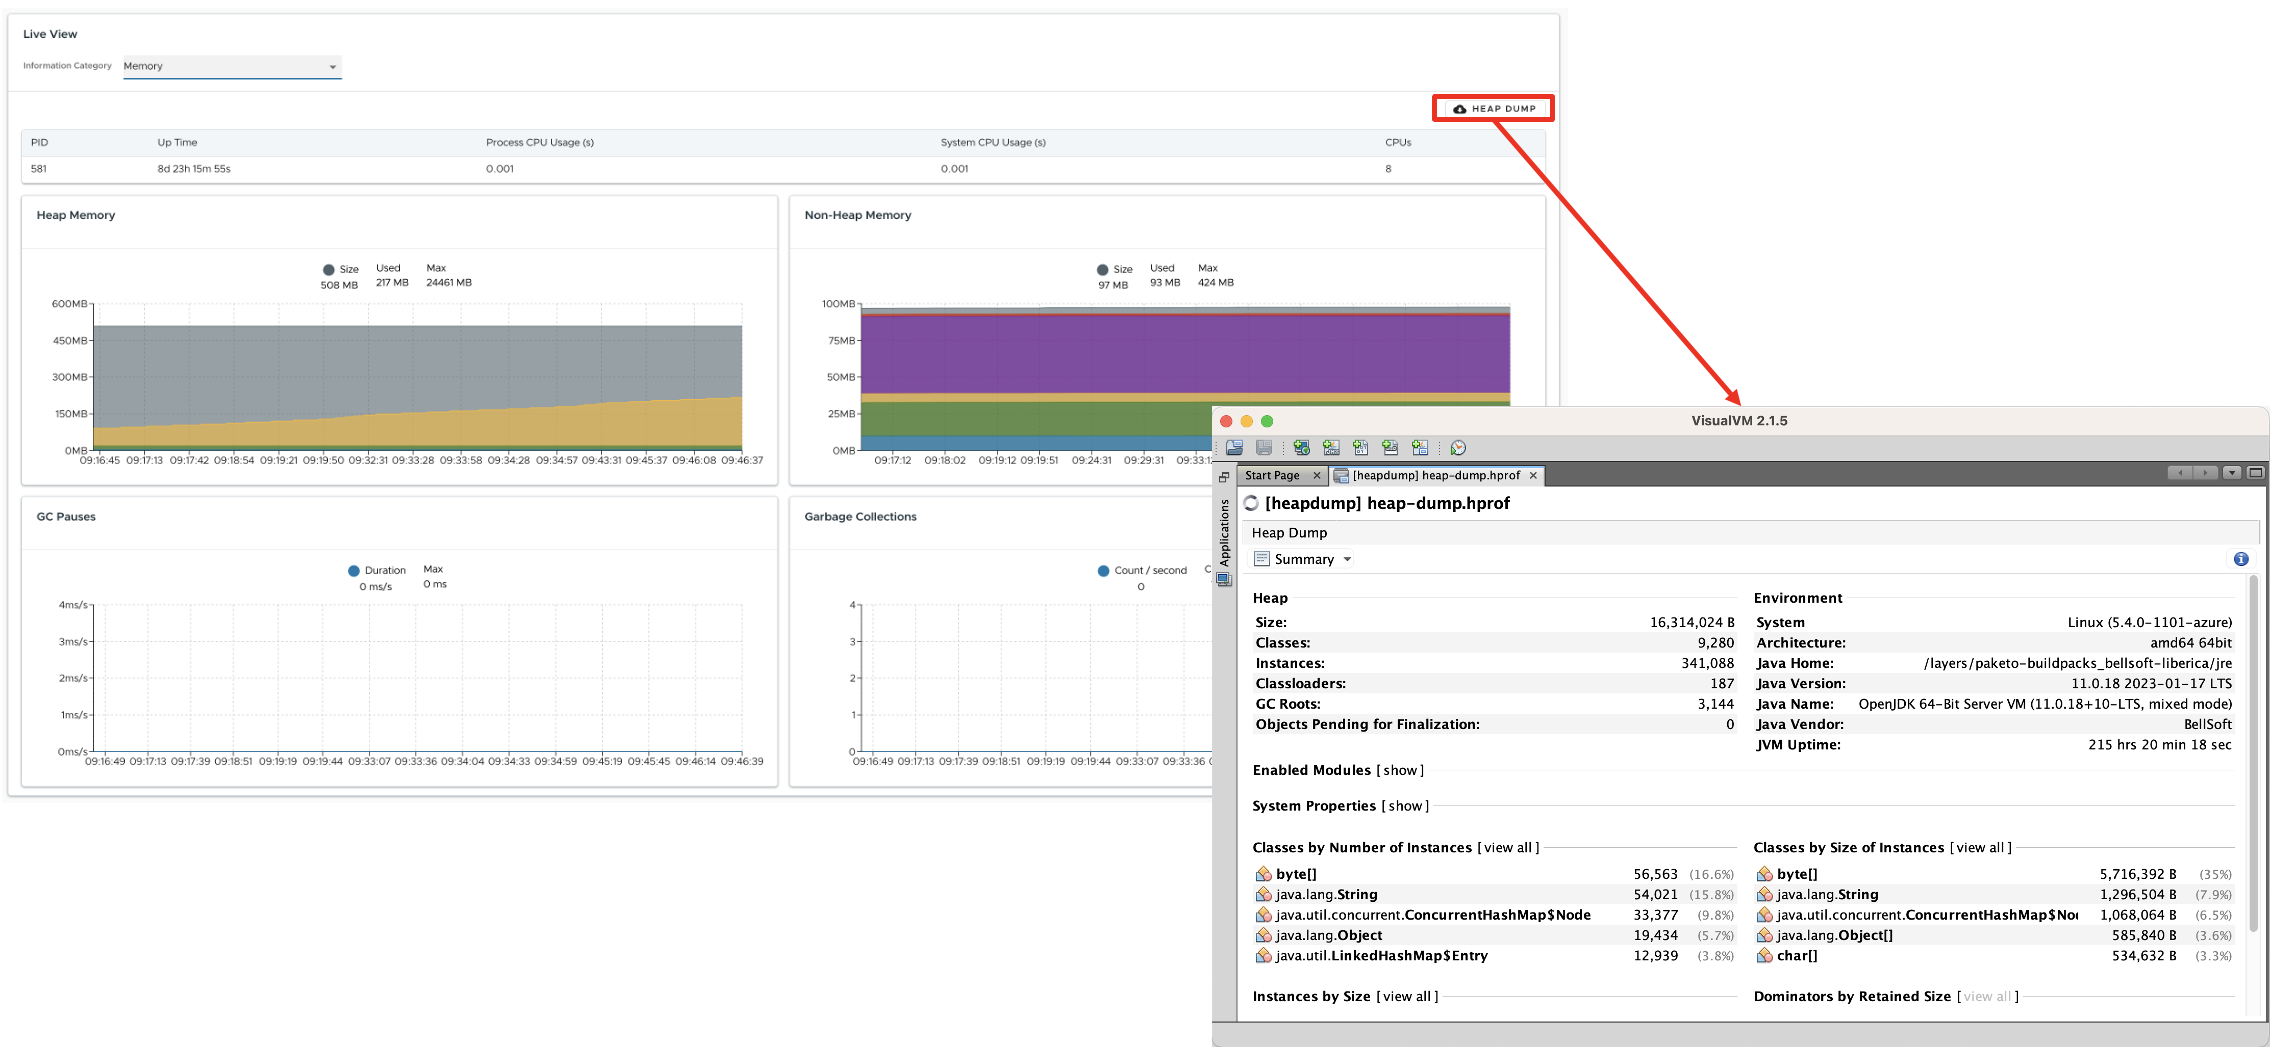 Live View
Information Category Memory
HEAP DUMP
PID Up Time Process CPU Usage (s) System CPU Usage (s) CPUs
581 8d 23h 15m 55s 0.001 0.001 8
Heap Memory
Size Used Max
508 MB 217 MB 24461 MB
600MB
450MB
300MB
150MB
0MB
09:16:45 09:17:13 09:17:42 09:18:54 09:19:21 09:19:50 09:32:31 09:33:28 09:33:58 09:34:28 09:34:57 09:43:31 09:45:37 09:46:08 09:46:37
Non-Heap Memory
Size Used Max
97 MB 93 MB 424 MB
100MB
75MB
50MB
25MB
0MB
09:17:12 09:18:02 09:19:12 09:19:51 09:24:31 09:29:31 09:33:1
GC Pauses
Duration Max
0 ms/s 0 ms
4ms/s
3ms/s
2ms/s
1ms/s
0ms/s
09:16:49 09:17:13 09:17:39 09:18:51 09:19:19 09:19:44 09:33:07 09:33:36 09:34:04 09:34:33 09:34:59 09:45:19 09:45:45 09:46:14 09:46:39
Garbage Collections
Count / second
0
4
3
2
1
0
09:16:49 09:17:13 09:17:39 09:18:51 09:19:19 09:19:44 09:33:07 09:33:36
VisualVM 2.1.5
Start Page [heapdump] heap-dump.hprof
Applications
[heapdump] heap-dump.hprof
Heap Dump
Summary
Heap
Size: 16,314,024 B
Classes: 9,280
Instances: 341,088
Classloaders: 187
GC Roots: 3,144
Objects Pending for Finalization: 0
Environment
System Linux (5.4.0-1101-azure)
Architecture: amd64 64bit
Java Home: /layers/paketo-buildpacks_bellsoft-liberica/jre
Java Version: 11.0.18 2023-01-17 LTS
Java Name: OpenJDK 64-Bit Server VM (11.0.18+10-LTS, mixed mode)
Java Vendor: BellSoft
JVM Uptime: 215 hrs 20 min 18 sec
Enabled Modules [ show ]
System Properties [ show ]
Classes by Number of Instances [ view all ]
byte[] 56,563 (16.6%)
java.lang.String 54,021 (15.8%)
java.util.concurrent.ConcurrentHashMap$Node 33,377 (9.8%)
java.lang.Object 19,434 (5.7%)
java.util.LinkedHashMap$Entry 12,939 (3.8%)
Classes by Size of Instances [ view all ]
byte[] 5,716,392 B (35%)
java.lang.String 1,296,504 B (7.9%)
java.util.concurrent.ConcurrentHashMap$No 1,068,064 B (6.5%)
java.lang.Object[] 585,840 B (3.6%)
char[] 534,632 B (3.3%)
Instances by Size [ view all ]
Dominators by Retained Size [ view all ]